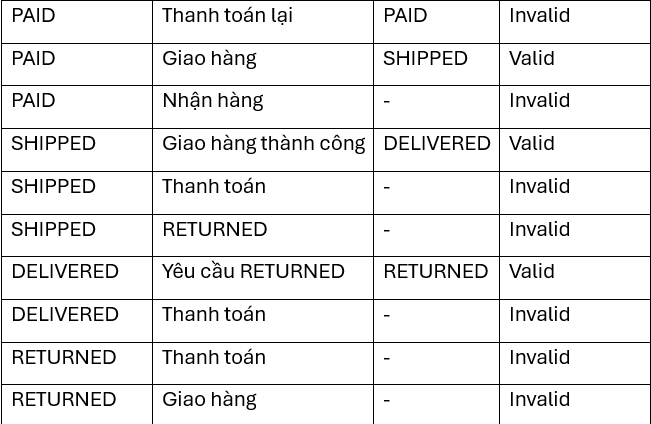 PAID Thanh toán lại PAID Invalid
PAID Giao hàng SHIPPED Valid
PAID Nhận hàng - Invalid
SHIPPED Giao hàng thành công DELIVERED Valid
SHIPPED Thanh toán - Invalid
SHIPPED RETURNED - Invalid
DELIVERED Yêu cầu RETURNED RETURNED Valid
DELIVERED Thanh toán - Invalid
RETURNED Thanh toán - Invalid
RETURNED Giao hàng - Invalid